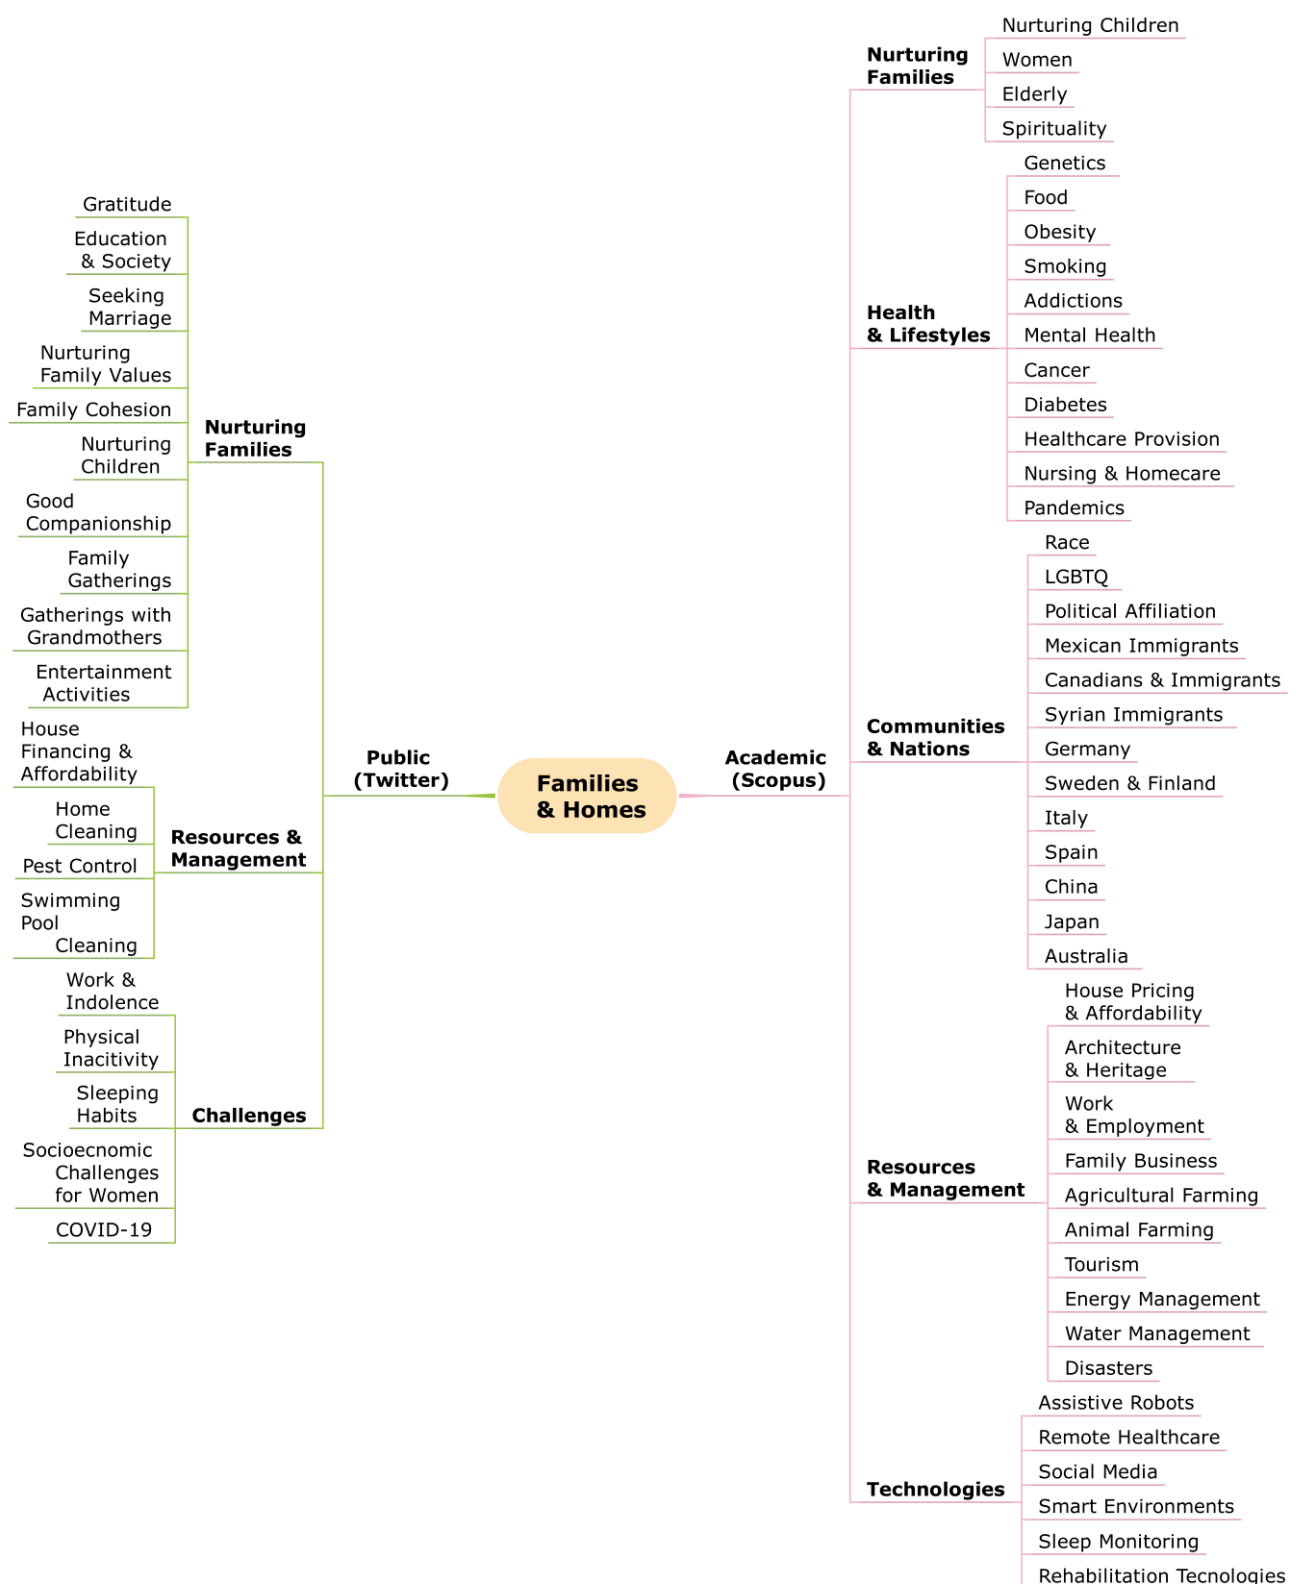 Families
& Homes
Public
(Twitter)
Nurturing
Families
Gratitude
Education
& Society
Seeking
Marriage
Nurturing
Family Values
Family Cohesion
Nurturing
Children
Good
Companionship
Family
Gatherings
Gatherings with
Grandmothers
Entertainment
Activities
Resources &
Management
House
Financing &
Affordability
Home
Cleaning
Pest Control
Swimming
Pool
Cleaning
Challenges
Work &
Indolence
Physical
Inacitivity
Sleeping
Habits
Socioecnomic
Challenges
for Women
COVID-19
Academic
(Scopus)
Nurturing
Families
Nurturing Children
Women
Elderly
Spirituality
Health
& Lifestyles
Genetics
Food
Obesity
Smoking
Addictions
Mental Health
Cancer
Diabetes
Healthcare Provision
Nursing & Homecare
Pandemics
Communities
& Nations
Race
LGBTQ
Political Affiliation
Mexican Immigrants
Canadians & Immigrants
Syrian Immigrants
Germany
Sweden & Finland
Italy
Spain
China
Japan
Australia
Resources
& Management
House Pricing
& Affordability
Architecture
& Heritage
Work
& Employment
Family Business
Agricultural Farming
Animal Farming
Tourism
Energy Management
Water Management
Disasters
Technologies
Assistive Robots
Remote Healthcare
Social Media
Smart Environments
Sleep Monitoring
Rehabilitation Tecnologies